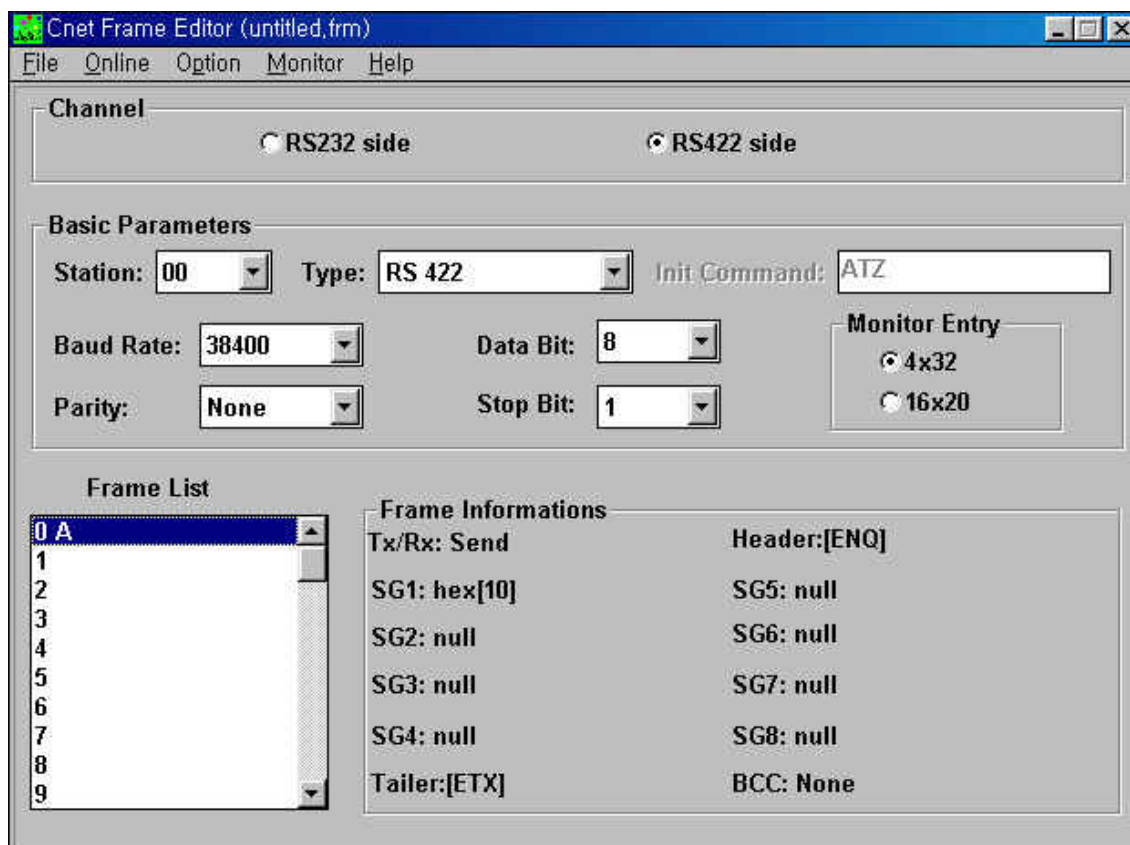 Cnet Frame Editor (untitled,frm)
File Online Option Monitor Help
Channel
RS232 side RS422 side
Basic Parameters
Station: 00 Type: RS 422 Init Command: ATZ
Baud Rate: 38400 Data Bit: 8 Monitor Entry
4x32
Parity: None Stop Bit: 1 16x20
Frame List
0 A
1
2
3
4
5
6
7
8
9
Frame Informations
Tx/Rx: Send Header:[ENQ]
SG1: hex[10] SG5: null
SG2: null SG6: null
SG3: null SG7: null
SG4: null SG8: null
Tailer:[ETX] BCC: None